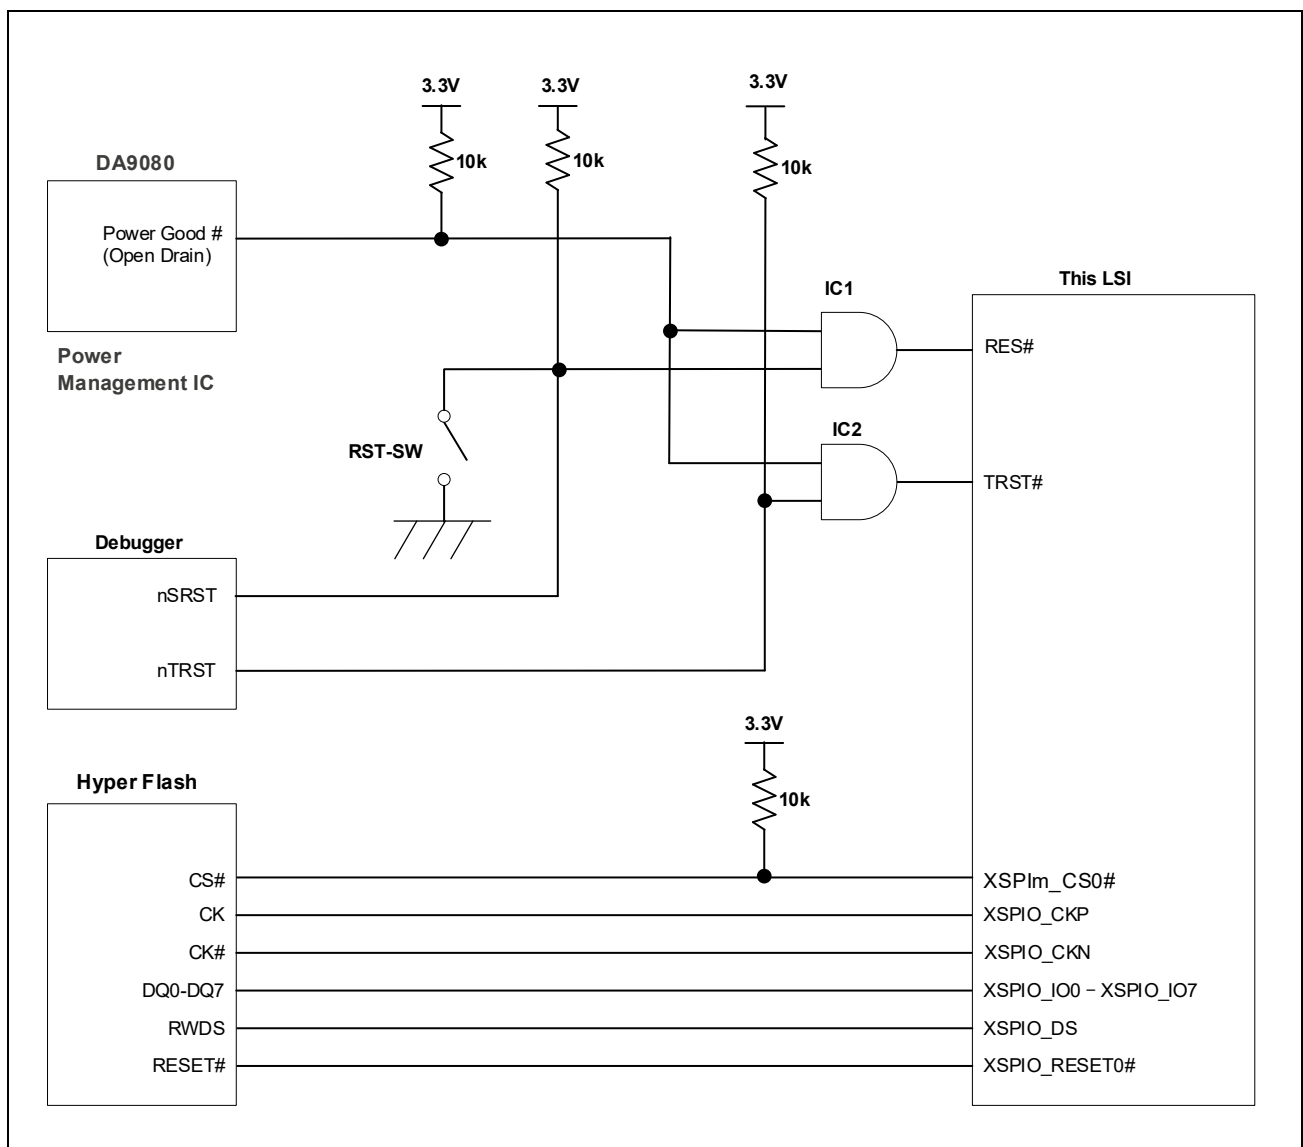 3.3V
3.3V
3.3V
10k
10k
10k
DA9080
Power Good #
(Open Drain)
Power
Management IC
IC1
This LSI
RES#
IC2
RST-SW
TRST#
Debugger
nSRST
nTRST
3.3V
10k
Hyper Flash
CS#
XSPIm_CS0#
CK
XSPIO_CKP
CK#
XSPIO_CKN
DQ0-DQ7
XSPIO_IO0 – XSPIO_IO7
RWDS
XSPIO_DS
RESET#
XSPIO_RESET0#